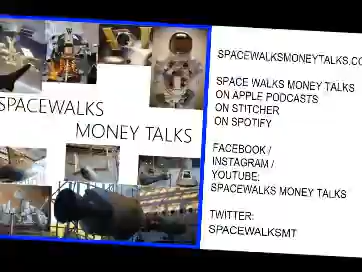 SPACEWALKS
MONEY TALKS
SPACEWALKSMONEYTALKS.CO
SPACE WALKS MONEY TALKS
ON APPLE PODCASTS
ON STITCHER
ON SPOTIFY
FACEBOOK /
INSTAGRAM /
YOUTUBE:
SPACEWALKS MONEY TALKS
TWITTER:
SPACEWALKSMT